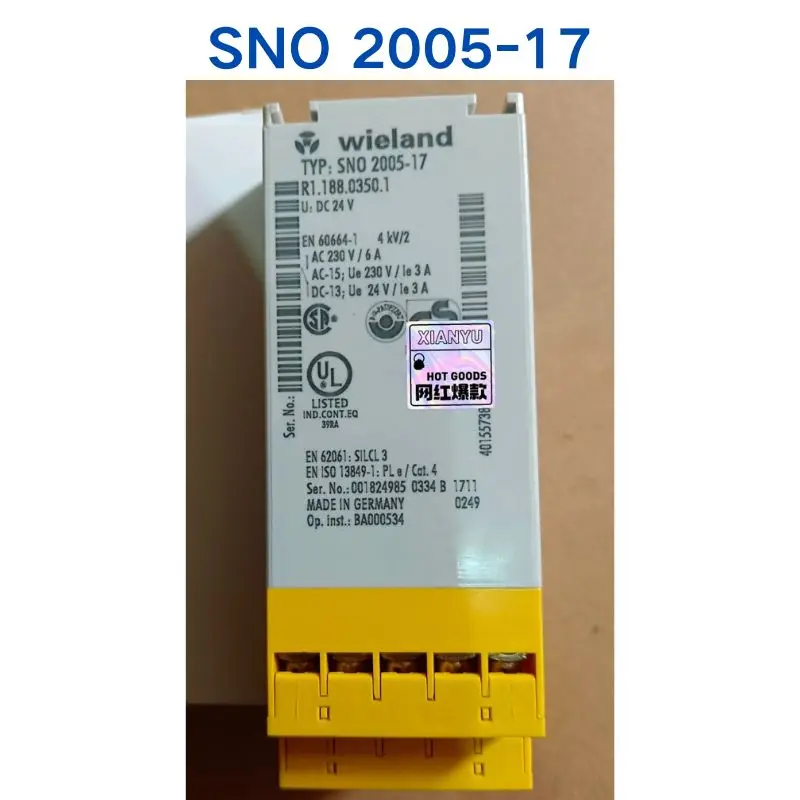 SNO 2005-17
wieland
TYP: SNO 2005-17
R1.188.0350.1
U: DC 24 V
EN 60664-1 4 kV/2
AC 230 V / 6 A
AC-15; Ue 230 V / Ie 3 A
DC-13; Ue 24 V / Ie 3 A
XIANYU
HOT GOODS
网红爆款
UL
LISTED
IND.CONT.EQ
39RA
Ser. No.:
40155738
EN 62061: SILCL 3
EN ISO 13849-1: PL e / Cat. 4
Ser. No.: 001824985 0334 B 1711
MADE IN GERMANY 0249
Op. inst.: BA000534